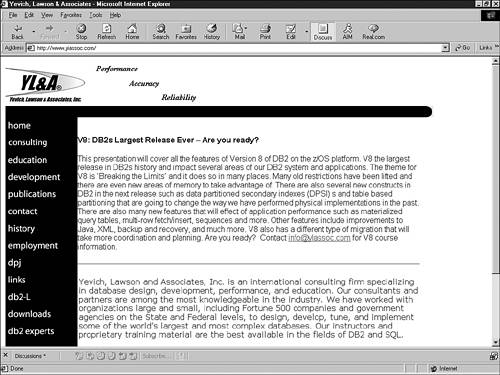 Yevich, Lawson & Associates - Microsoft Internet Explorer
File Edit View Favorites Tools Help
Back Forward Stop Refresh Home Search Favorites History Mail Print Edit Discuss AIM Real.com
Address http://www.ylassoc.com/ Go Links »
YL&A®
Yevich, Lawson & Associates, Inc.
Performance
Accuracy
Reliability
home
consulting
education
development
publications
contact
history
employment
dpj
links
db2-L
downloads
db2 experts
V8: DB2s Largest Release Ever – Are you ready?
This presentation will cover all the features of Version 8 of DB2 on the z/OS platform. V8 the largest
release in DB2s history and impact several areas of our DB2 system and applications. The theme for
V8 is 'Breaking the Limits' and it does so in many places. Many old restrictions have been lifted and
there are even new areas of memory to take advantage of. There are also several new constructs in
DB2 in the next release such as data partitioned secondary indexes (DPSI) s and table based
partitioning that are going to change the way we have performed physical implementations in the past.
There are also many new features that will effect of application performance such as materialized
query tables, multi-row fetch/insert, sequences and more. Other features include improvements to
Java, XML, backup and recovery, and much more. V8 also has a different type of migration that will
take more coordination and planning. Are you ready? Contact info@ylassoc.com for V8 course
information.
Yevich, Lawson and Associates, Inc. is an international consulting firm specializing
in database design, development, performance, and education. Our consultants and
partners are among the most knowledgeable in the industry. We have worked with
organizations large and small, including Fortune 500 companies and government
agencies on the State and Federal levels, to design, develop, tune, and implement
some of the world's largest and most complex databases. Our instructors and
proprietary training material are the best available in the fields of DB2 and SQL.
Discussions Subscribe...
Done Internet